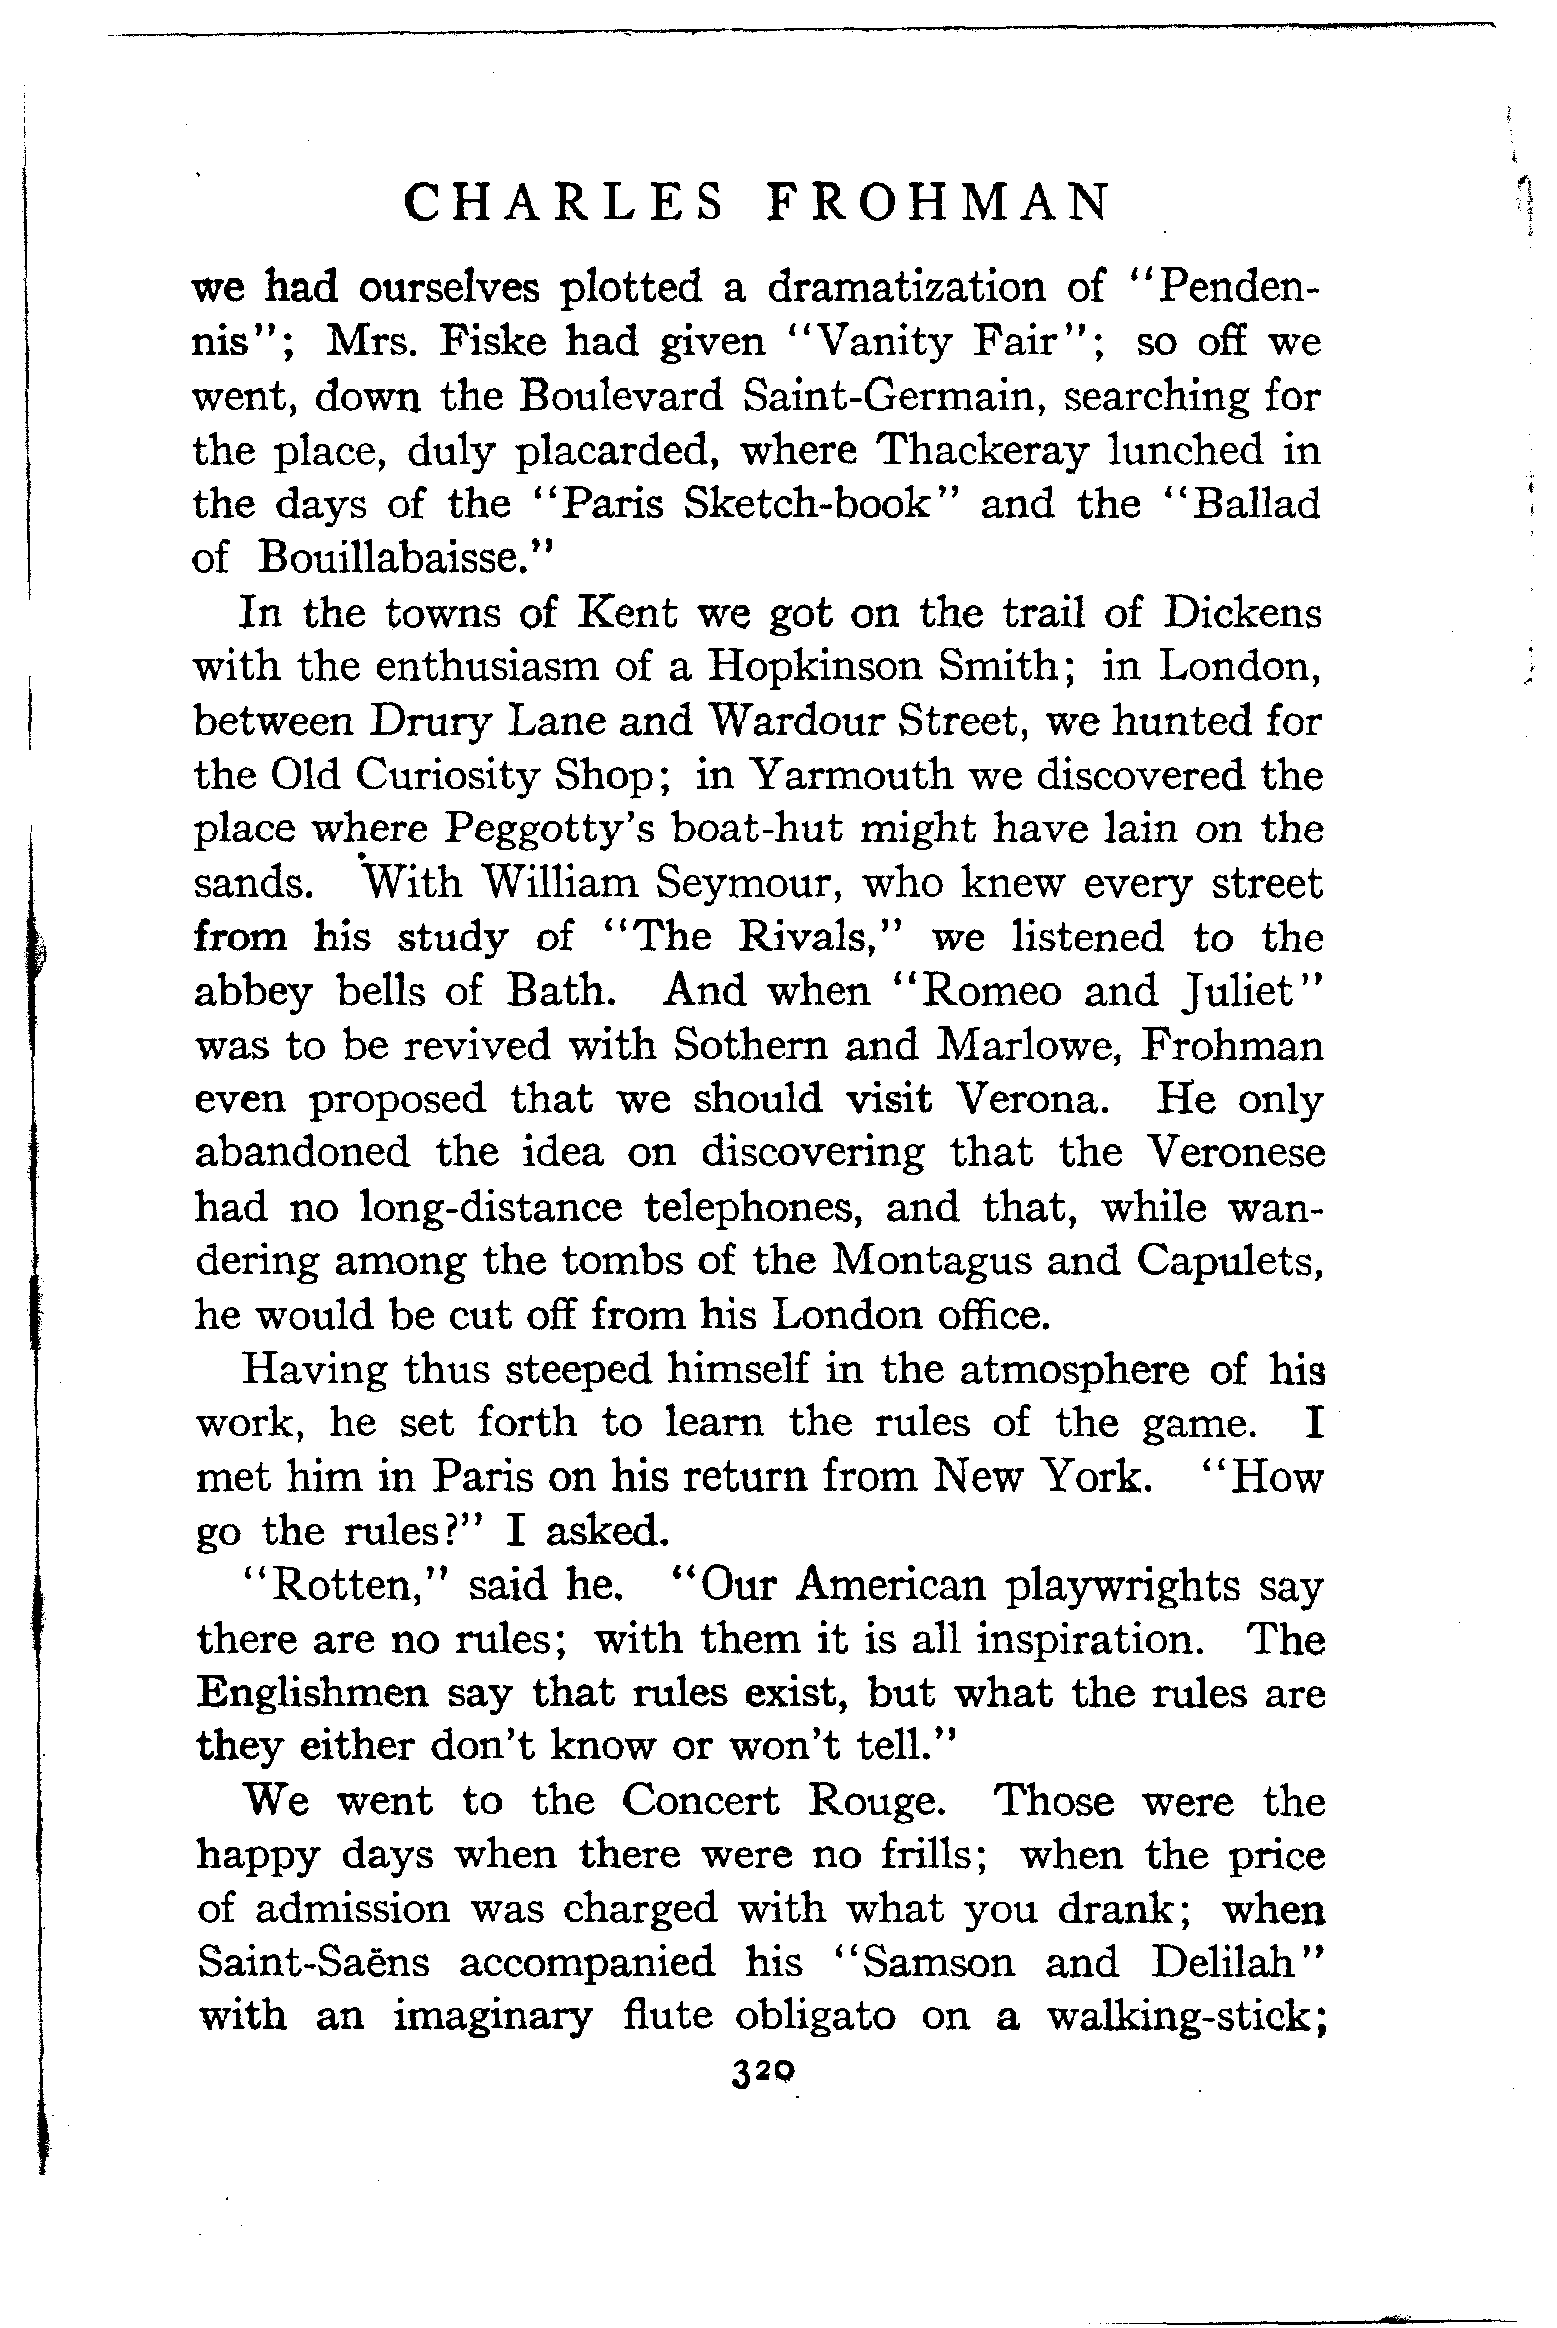 CHARLES FROHMAN
we had ourselves plotted a dramatization of "Penden-
nis"; Mrs. Fiske had given "Vanity Fair"; so off we
went, down the Boulevard Saint-Germain, searching for
the place, duly placarded, where Thackeray lunched in
the days of the "Paris Sketch-book" and the "Ballad
of Bouillabaisse."
In the towns of Kent we got on the trail of Dickens
with the enthusiasm of a Hopkinson Smith; in London,
between Drury Lane and Wardour Street, we hunted for
the Old Curiosity Shop; in Yarmouth we discovered the
place where Peggotty's boat-hut might have lain on the
sands. With William Seymour, who knew every street
from his study of "The Rivals," we listened to the
abbey bells of Bath. And when "Romeo and Juliet"
was to be revived with Sothern and Marlowe, Frohman
even proposed that we should visit Verona. He only
abandoned the idea on discovering that the Veronese
had no long-distance telephones, and that, while wan-
dering among the tombs of the Montagus and Capulets,
he would be cut off from his London office.
Having thus steeped himself in the atmosphere of his
work, he set forth to learn the rules of the game. I
met him in Paris on his return from New York. "How
go the rules?" I asked.
"Rotten," said he. "Our American playwrights say
there are no rules; with them it is all inspiration. The
Englishmen say that rules exist, but what the rules are
they either don't know or won't tell."
We went to the Concert Rouge. Those were the
happy days when there were no frills; when the price
of admission was charged with what you drank; when
Saint-Saëns accompanied his "Samson and Delilah"
with an imaginary flute obligato on a walking-stick;
320